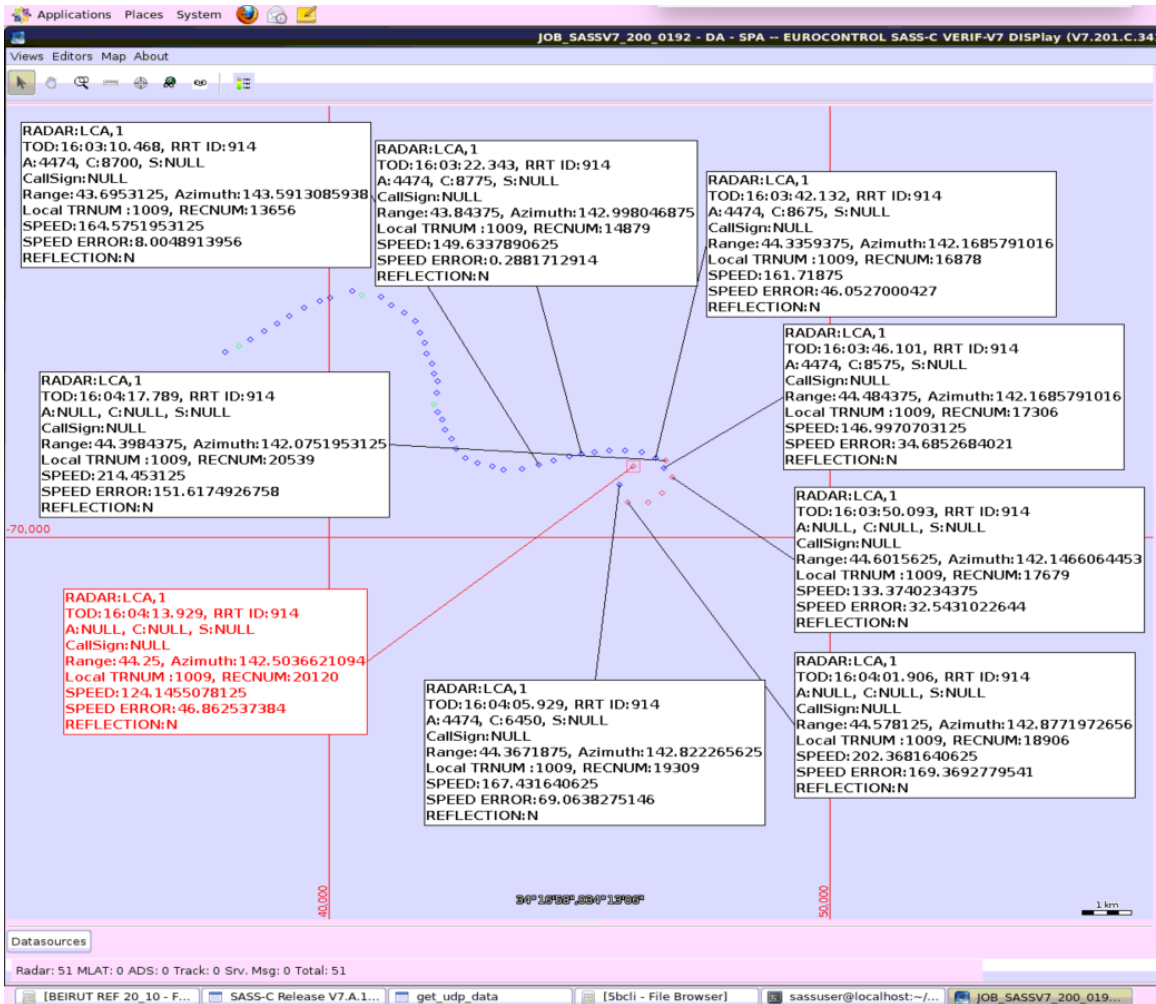 Applications Places System
JOB_SASSV7_200_0192 - DA - SPA -- EUROCONTROL SASS-C VERIF-V7 DISPlay (V7.201.C.34
Views Editors Map About
RADAR:LCA,1
TOD:16:03:10.468, RRT ID:914
A:4474, C:8700, S:NULL
CallSign:NULL
Range:43.6953125, Azimuth:143.5913085938
Local TRNUM :1009, RECNUM:13656
SPEED:164.5751953125
SPEED ERROR:8.0048913956
REFLECTION:N
RADAR:LCA,1
TOD:16:03:22.343, RRT ID:914
A:4474, C:8775, S:NULL
CallSign:NULL
Range:43.84375, Azimuth:142.998046875
Local TRNUM :1009, RECNUM:14879
SPEED:149.6337890625
SPEED ERROR:0.2881712914
REFLECTION:N
RADAR:LCA,1
TOD:16:03:42.132, RRT ID:914
A:4474, C:8675, S:NULL
CallSign:NULL
Range:44.3359375, Azimuth:142.1685791016
Local TRNUM :1009, RECNUM:16878
SPEED:161.71875
SPEED ERROR:46.0527000427
REFLECTION:N
RADAR:LCA,1
TOD:16:03:46.101, RRT ID:914
A:4474, C:8575, S:NULL
CallSign:NULL
Range:44.484375, Azimuth:142.1685791016
Local TRNUM :1009, RECNUM:17306
SPEED:146.9970703125
SPEED ERROR:34.6852684021
REFLECTION:N
RADAR:LCA,1
TOD:16:04:17.789, RRT ID:914
A:NULL, C:NULL, S:NULL
CallSign:NULL
Range:44.3984375, Azimuth:142.0751953125
Local TRNUM :1009, RECNUM:20539
SPEED:214.453125
SPEED ERROR:151.6174926758
REFLECTION:N
RADAR:LCA,1
TOD:16:03:50.093, RRT ID:914
A:NULL, C:NULL, S:NULL
CallSign:NULL
Range:44.6015625, Azimuth:142.1466064453
Local TRNUM :1009, RECNUM:17679
SPEED:133.3740234375
SPEED ERROR:32.5431022644
REFLECTION:N
-70,000
RADAR:LCA,1
TOD:16:04:13.929, RRT ID:914
A:NULL, C:NULL, S:NULL
CallSign:NULL
Range:44.25, Azimuth:142.5036621094
Local TRNUM :1009, RECNUM:20120
SPEED:124.1455078125
SPEED ERROR:46.862537384
REFLECTION:N
RADAR:LCA,1
TOD:16:04:05.929, RRT ID:914
A:4474, C:6450, S:NULL
CallSign:NULL
Range:44.3671875, Azimuth:142.822265625
Local TRNUM :1009, RECNUM:19309
SPEED:167.431640625
SPEED ERROR:69.0638275146
REFLECTION:N
RADAR:LCA,1
TOD:16:04:01.906, RRT ID:914
A:NULL, C:NULL, S:NULL
CallSign:NULL
Range:44.578125, Azimuth:142.8771972656
Local TRNUM :1009, RECNUM:18906
SPEED:202.3681640625
SPEED ERROR:169.3692779541
REFLECTION:N
40,000
34°16'58",034°13'06"
50,000
1 km
Datasources
Radar: 51 MLAT: 0 ADS: 0 Track: 0 Srv. Msg: 0 Total: 51
[BEIRUT REF 20_10 - F...
SASS-C Release V7.A.1...
get_udp_data
[5bcli - File Browser]
sassuser@localhost:~/...
JOB_SASSV7_200_019...